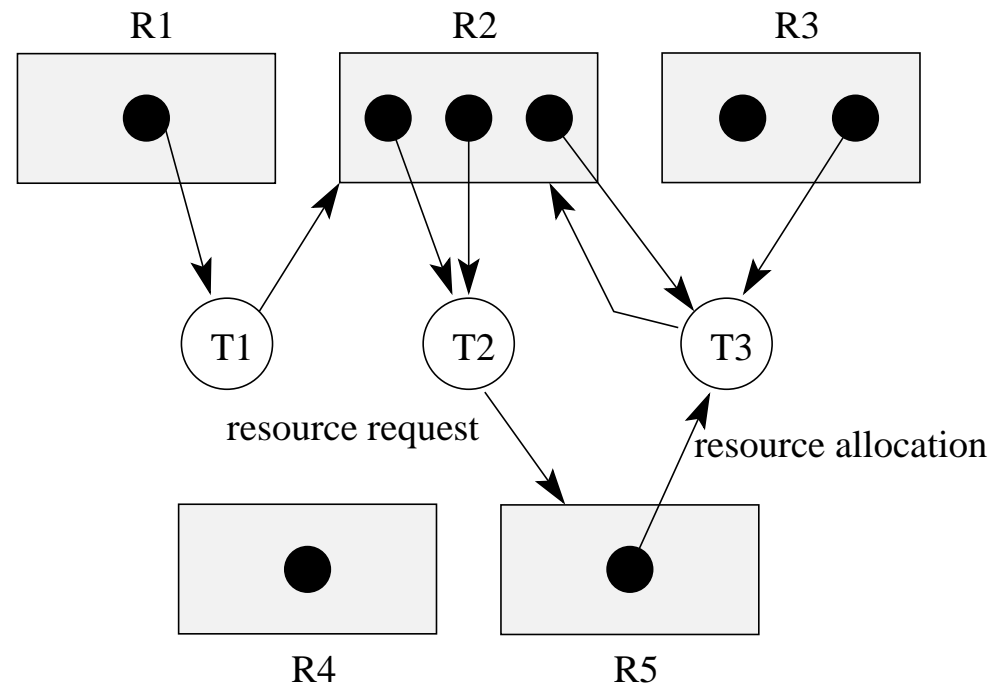 R1
R2
R3
T1
T2
T3
resource request
resource allocation
R4
R5